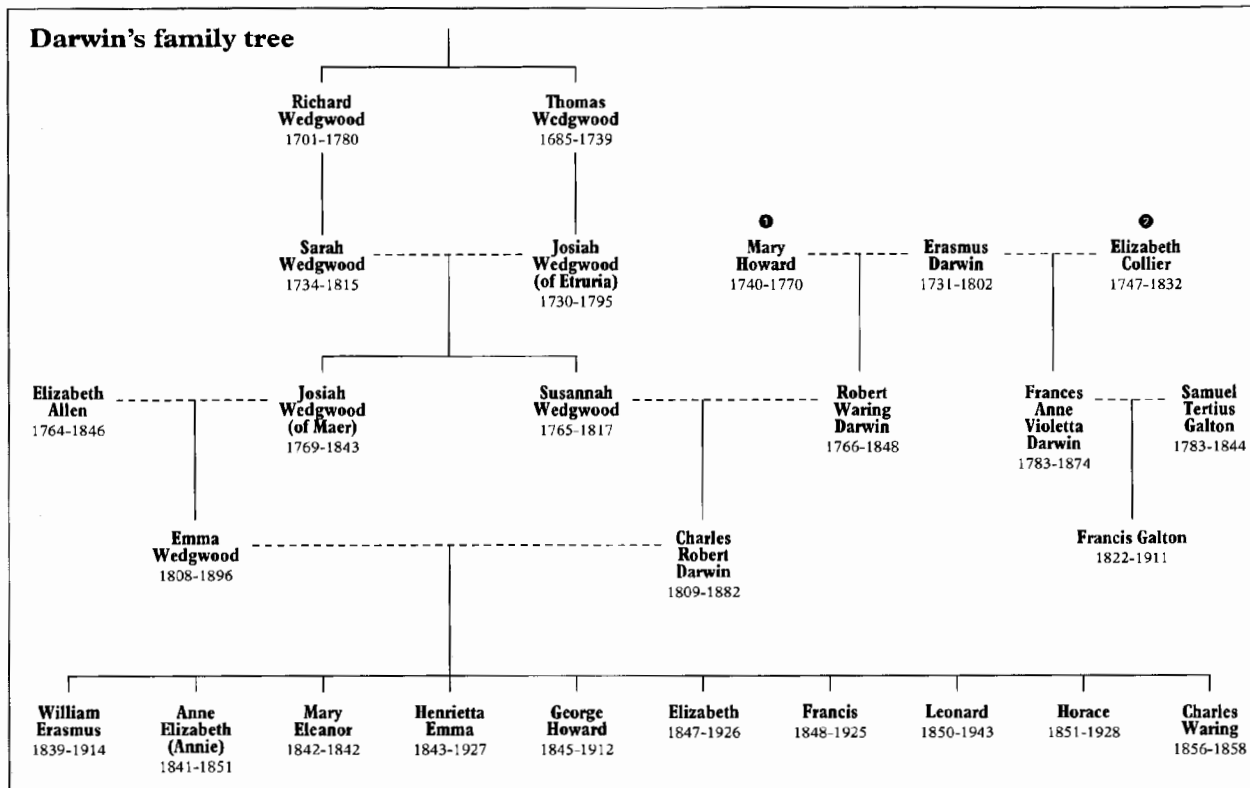 Darwin's family tree
Richard
Wedgwood
1701-1780
Thomas
Wedgwood
1685-1739
Sarah
Wedgwood
1734-1815
Josiah
Wedgwood
(of Etruria)
1730-1795
❶
Mary
Howard
1740-1770
Erasmus
Darwin
1731-1802
❷
Elizabeth
Collier
1747-1832
Elizabeth
Allen
1764-1846
Josiah
Wedgwood
(of Maer)
1769-1843
Susannah
Wedgwood
1765-1817
Robert
Waring
Darwin
1766-1848
Frances
Anne
Violetta
Darwin
1783-1874
Samuel
Tertius
Galton
1783-1844
Emma
Wedgwood
1808-1896
Charles
Robert
Darwin
1809-1882
Francis Galton
1822-1911
William
Erasmus
1839-1914
Anne
Elizabeth
(Annie)
1841-1851
Mary
Eleanor
1842-1842
Henrietta
Emma
1843-1927
George
Howard
1845-1912
Elizabeth
1847-1926
Francis
1848-1925
Leonard
1850-1943
Horace
1851-1928
Charles
Waring
1856-1858